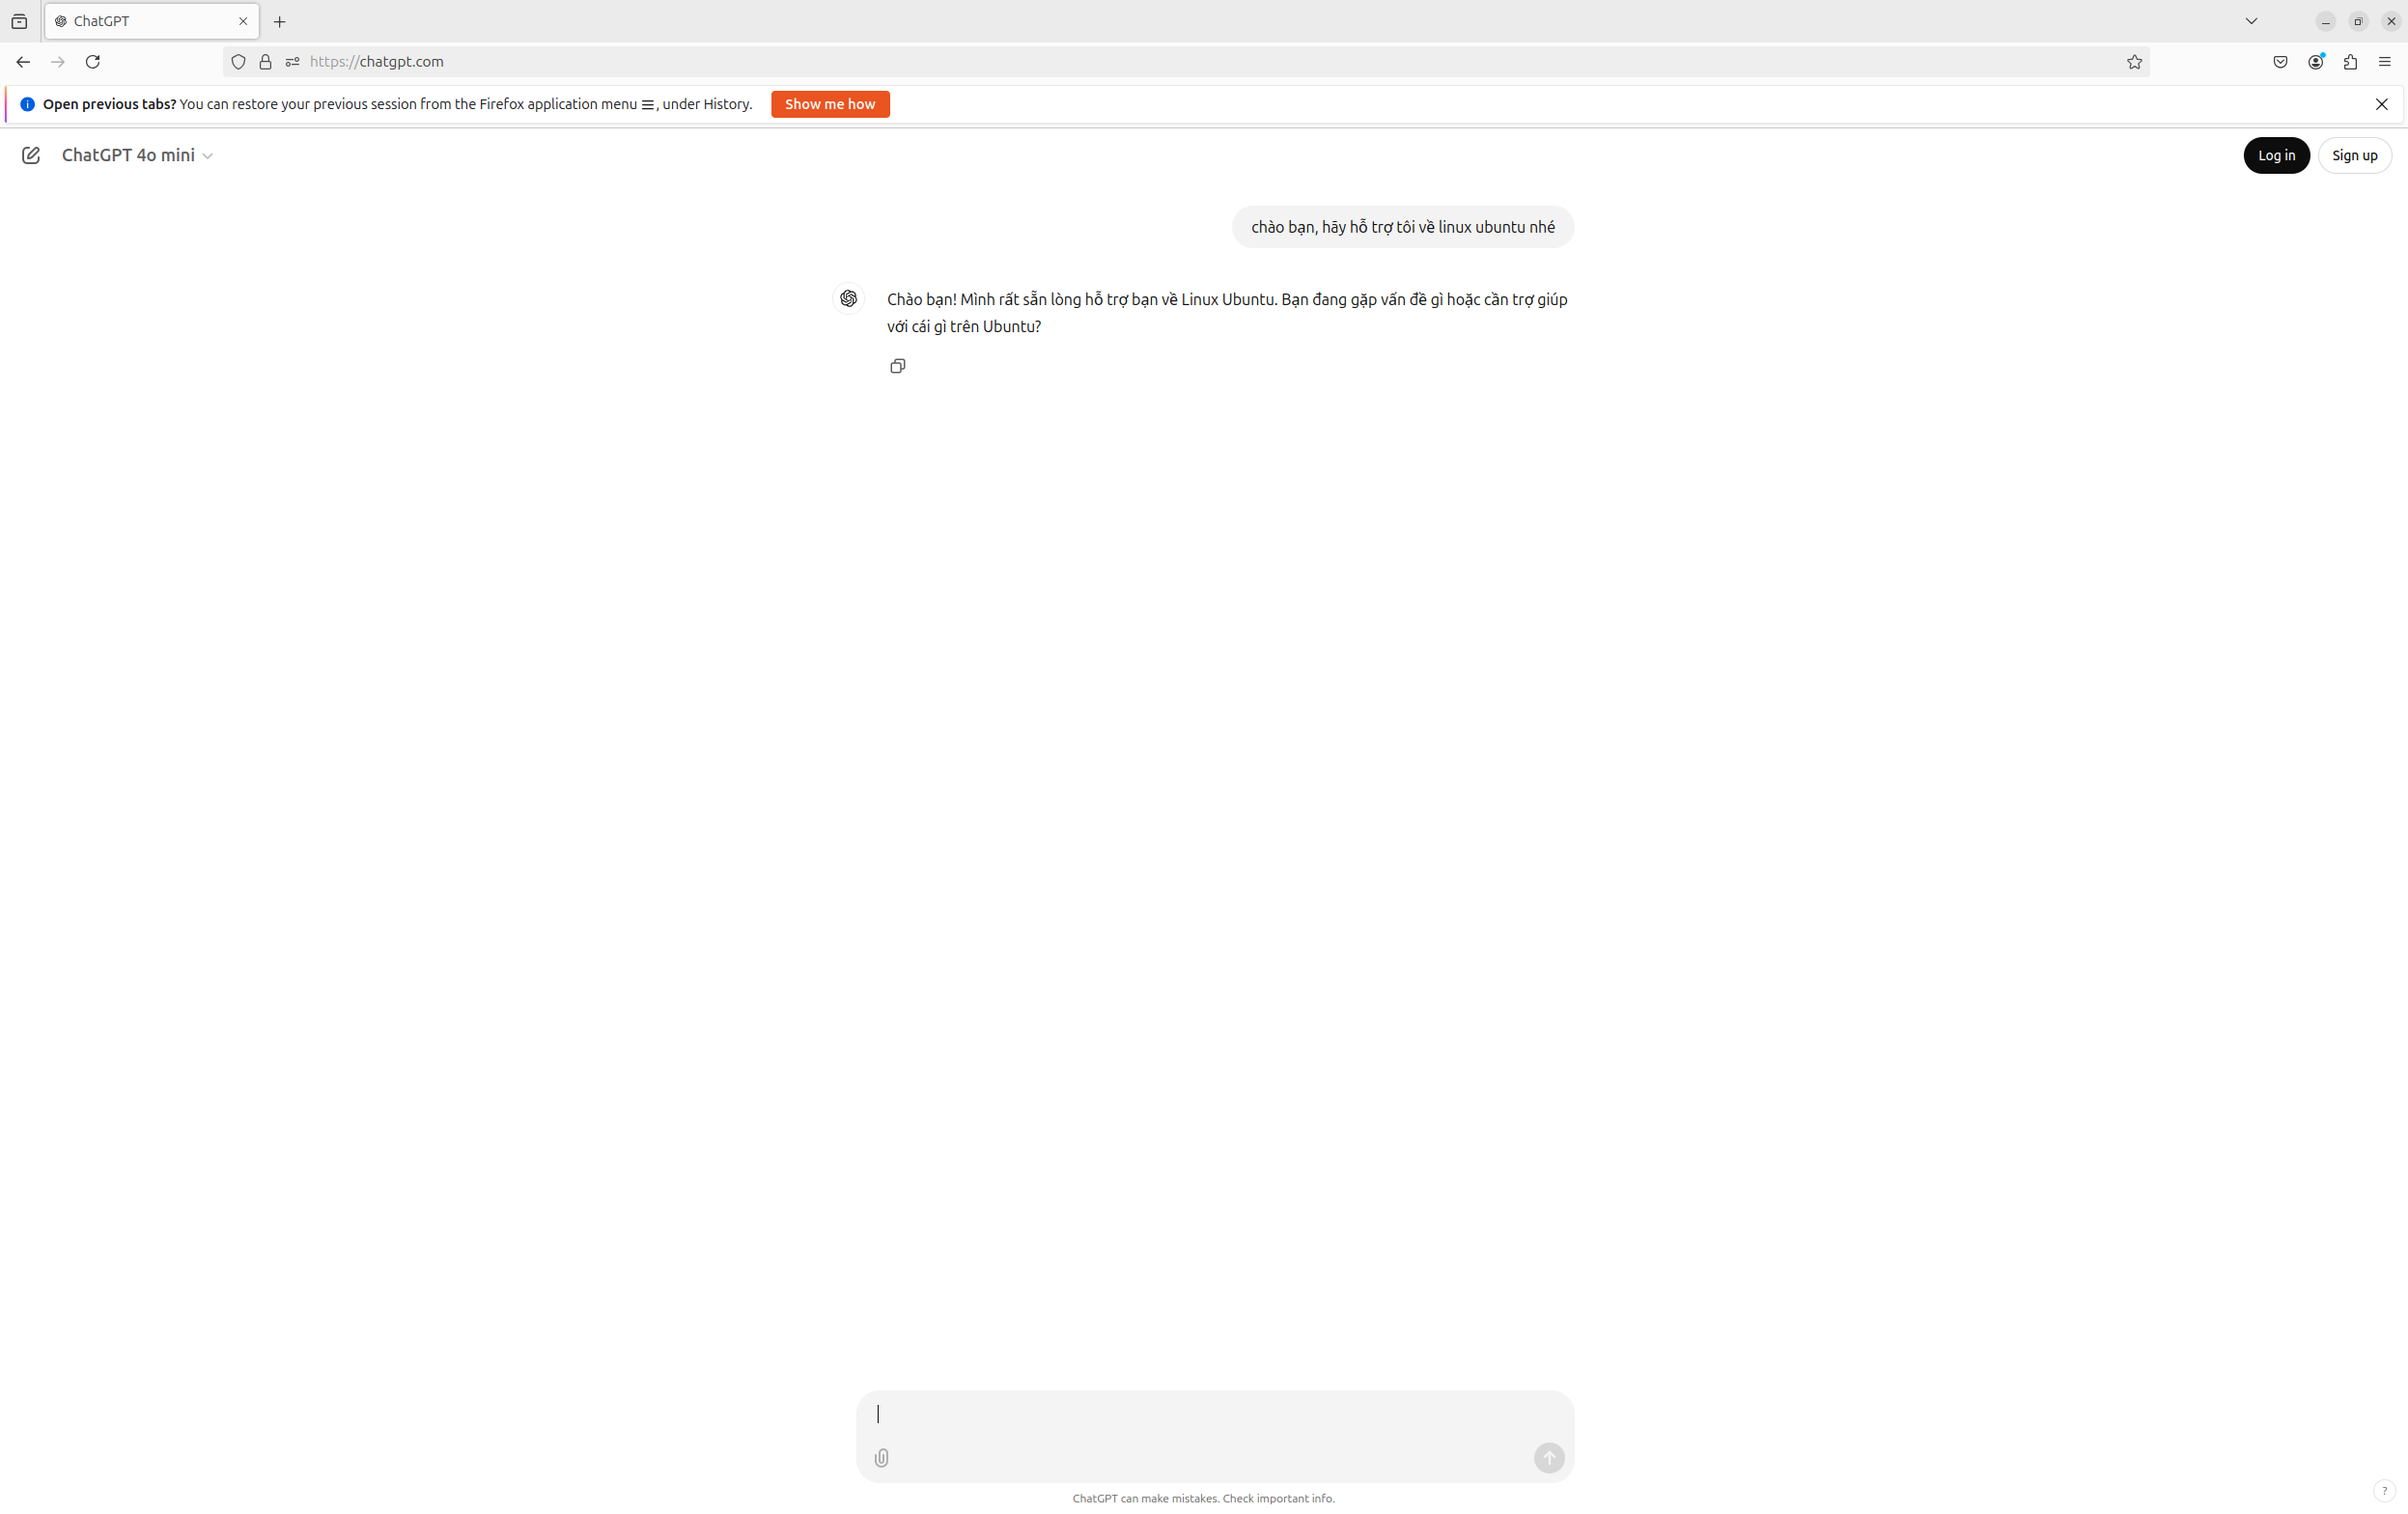 ChatGPT
https://chatgpt.com
Open previous tabs? You can restore your previous session from the Firefox application menu ☰, under History.
Show me how
ChatGPT 4o mini
Log in
Sign up
chào bạn, hãy hỗ trợ tôi về linux ubuntu nhé
Chào bạn! Mình rất sẵn lòng hỗ trợ bạn về Linux Ubuntu. Bạn đang gặp vấn đề gì hoặc cần trợ giúp
với cái gì trên Ubuntu?
ChatGPT can make mistakes. Check important info.
?